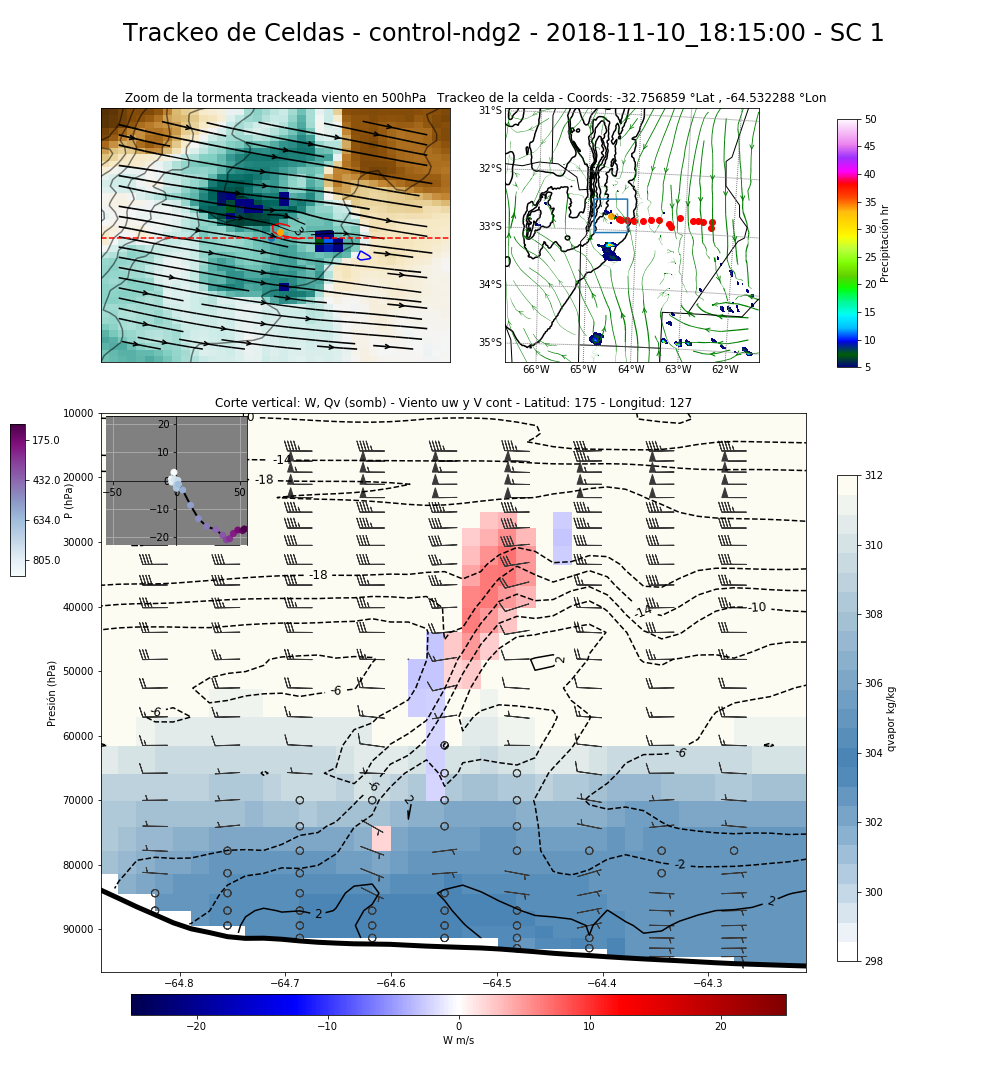 Trackeo de Celdas - control-ndg2 - 2018-11-10_18:15:00 - SC 1
Zoom de la tormenta trackeada viento en 500hPa
Trackeo de la celda - Coords: -32.756859 °Lat , -64.532288 °Lon
3
31°S
32°S
33°S
34°S
35°S
66°W 65°W 64°W 63°W 62°W
50
45
40
35
30
25
20
15
10
5
Precipitación hr
Corte vertical: W, Qv (somb) - Viento uw y V cont - Latitud: 175 - Longitud: 127
175.0
432.0
634.0
805.0
P (hPa)
20
10
0
−10
−20
−50 0 50
10000
20000
30000
40000
50000
60000
70000
80000
90000
Presión (hPa)
-14
-18
-18
-14
-10
2
-6
-6
-6
-6
-2
2
2
−64.8 −64.7 −64.6 −64.5 −64.4 −64.3
312
310
308
306
304
302
300
298
qvapor kg/kg
−20 −10 0 10 20
W m/s